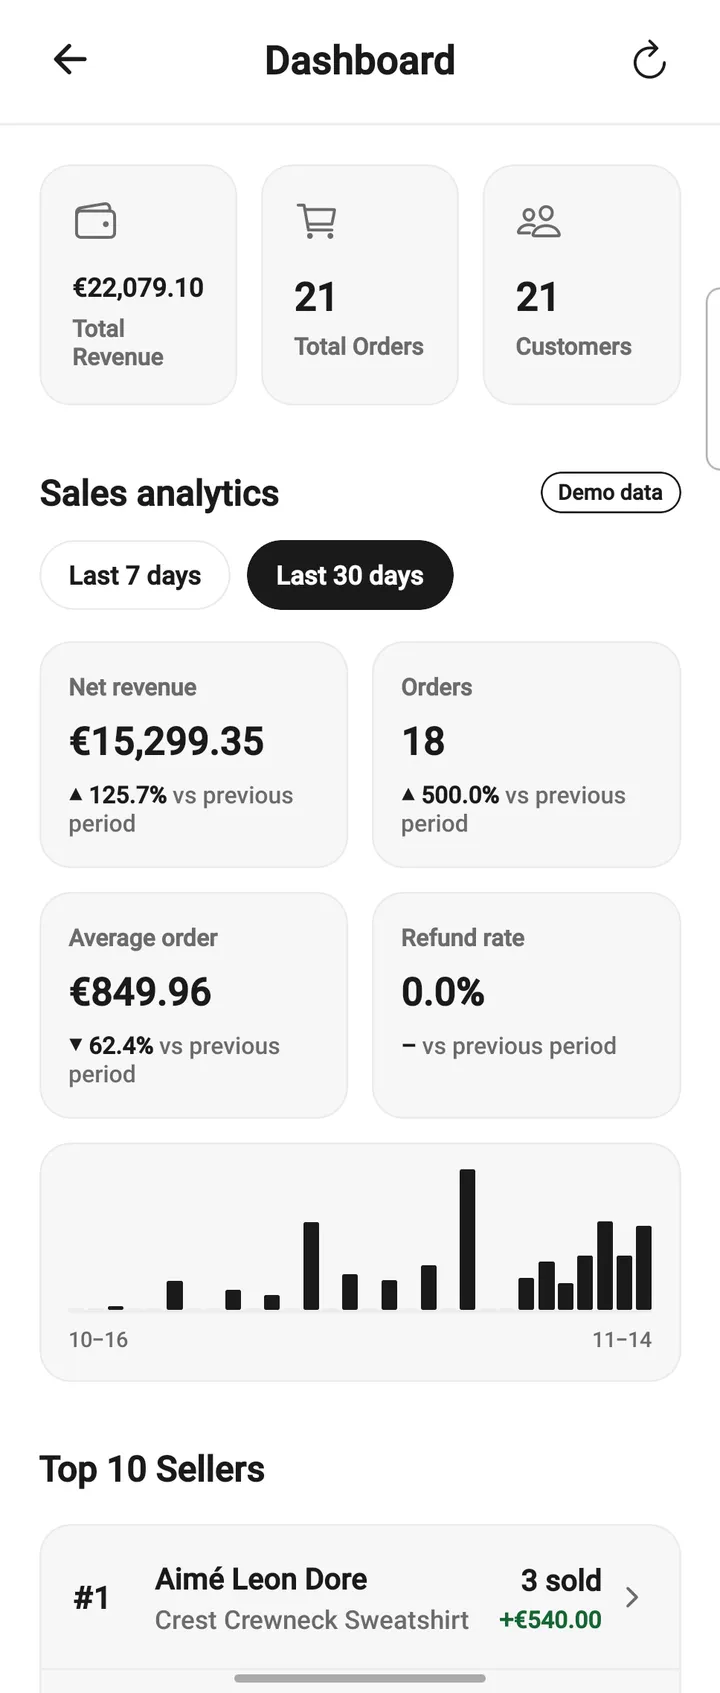 Dashboard
€22,079.10
Total
Revenue
21
Total Orders
21
Customers
Sales analytics
Demo data
Last 7 days
Last 30 days
Net revenue
€15,299.35
▲ 125.7% vs previous
period
Orders
18
▲ 500.0% vs previous
period
Average order
€849.96
▼ 62.4% vs previous
period
Refund rate
0.0%
– vs previous period
10–16
11–14
Top 10 Sellers
#1
Aimé Leon Dore
Crest Crewneck Sweatshirt
3 sold
+€540.00